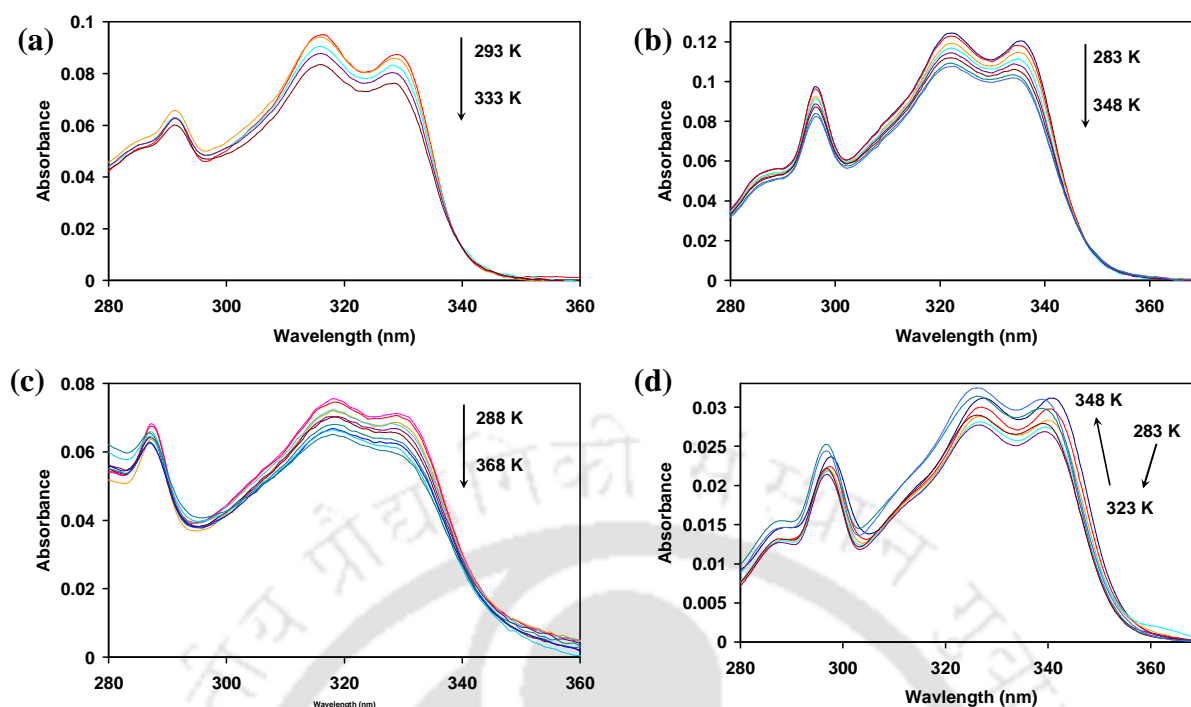 (a)
0.1
0.08
0.06
0.04
0.02
0
Absorbance
293 K
333 K
280 300 320 340 360
Wavelength (nm)
(b)
0.12
0.1
0.08
0.06
0.04
0.02
0
Absorbance
283 K
348 K
280 300 320 340 360
Wavelength (nm)
(c)
0.08
0.06
0.04
0.02
0
Absorbance
288 K
368 K
280 300 320 340 360
Wavelength (nm)
(d)
0.03
0.025
0.02
0.015
0.01
0.005
0
Absorbance
348 K
283 K
323 K
280 300 320 340 360
Wavelength (nm)